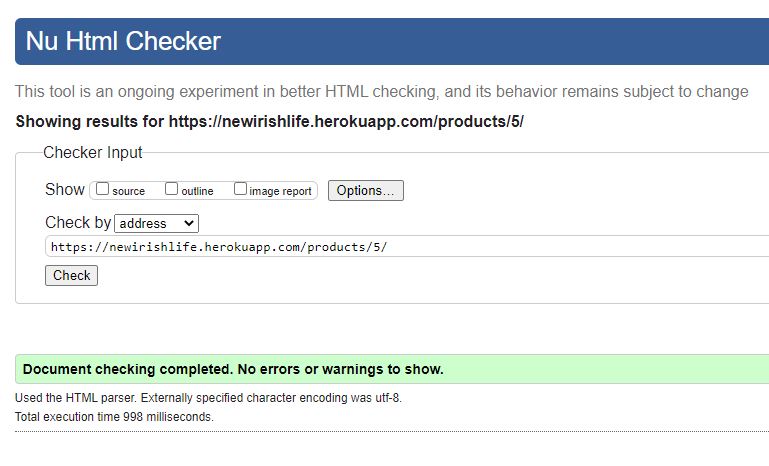 Nu Html Checker
This tool is an ongoing experiment in better HTML checking, and its behavior remains subject to change
Showing results for https://newirishlife.herokuapp.com/products/5/
Checker Input
Show source outline image report Options...
Check by address
https://newirishlife.herokuapp.com/products/5/
Check
Document checking completed. No errors or warnings to show.
Used the HTML parser. Externally specified character encoding was utf-8.
Total execution time 998 milliseconds.